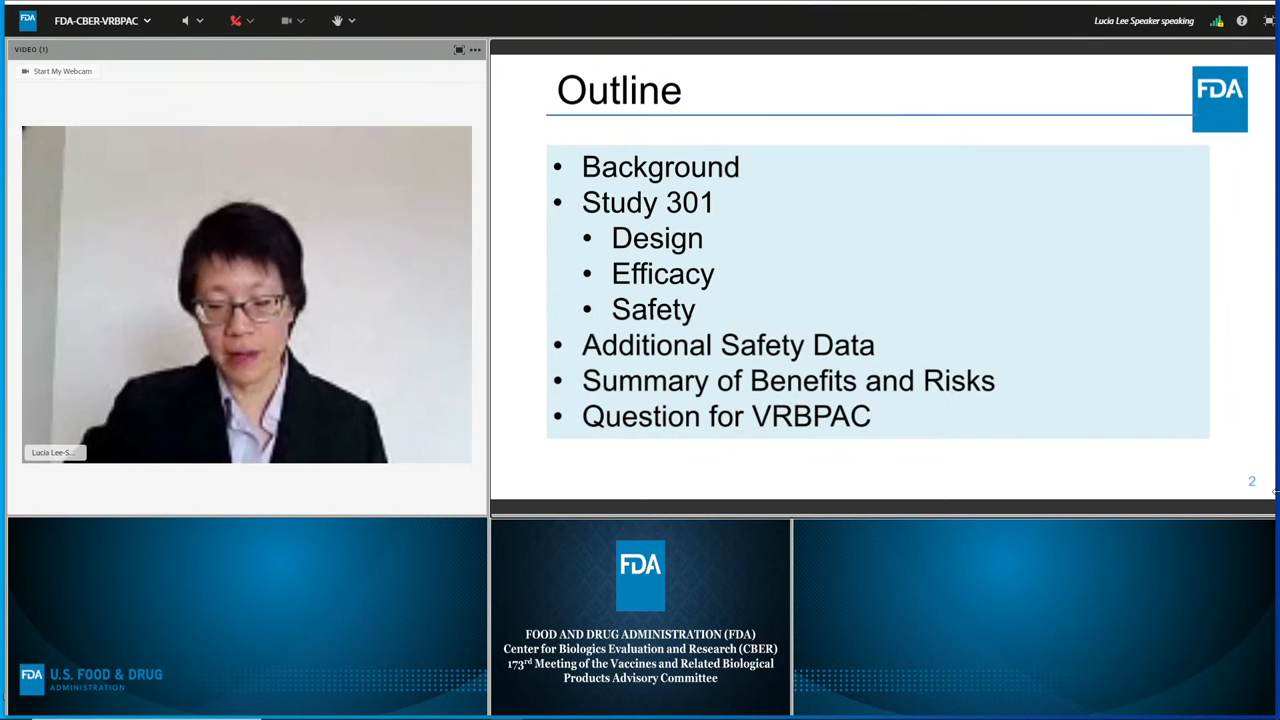 FDA
FDA-CBER-VRBPAC
Lucia Lee Speaker speaking
VIDEO (1)
Start My Webcam
Lucia Lee-S...
Outline
FDA
• Background
• Study 301
• Design
• Efficacy
• Safety
• Additional Safety Data
• Summary of Benefits and Risks
• Question for VRBPAC
2
FDA
U.S. FOOD & DRUG
ADMINISTRATION
FDA
FOOD AND DRUG ADMINISTRATION (FDA)
Center for Biologics Evaluation and Research (CBER)
173rd Meeting of the Vaccines and Related Biological
Products Advisory Committee